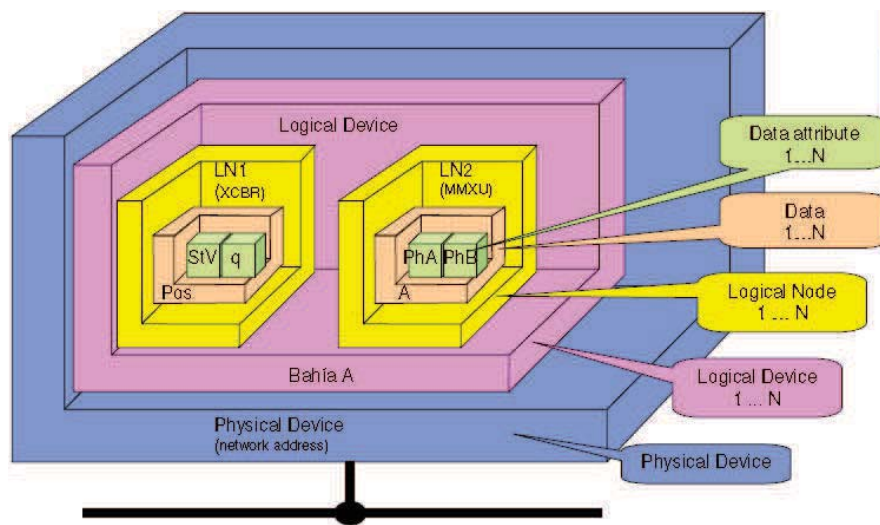 Logical Device
LN1
(XCBR)
LN2
(MMXU)
StV
q
Pos
PhA
PhB
A
Bahía A
Physical Device
(network address)
Data attribute
1...N
Data
1...N
Logical Node
1 ... N
Logical Device
1 ... N
Physical Device